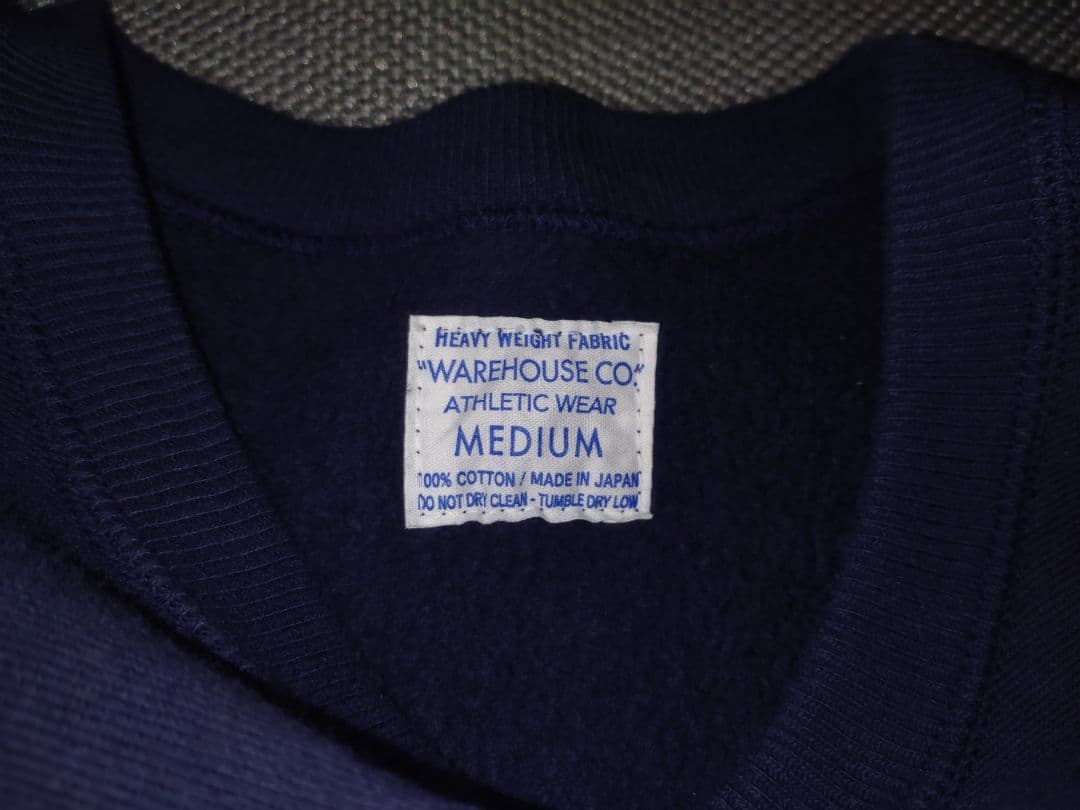 HEAVY WEIGHT FABRIC
"WAREHOUSE CO."
ATHLETIC WEAR
MEDIUM
100% COTTON / MADE IN JAPAN
DO NOT DRY CLEAN - TUMBLE DRY LOW